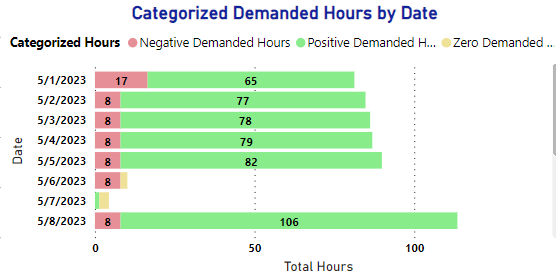 Categorized Demanded Hours by Date
Categorized Hours Negative Demanded Hours Positive Demanded H... Zero Demanded ...
5/1/2023 17 65
5/2/2023 8 77
5/3/2023 8 78
5/4/2023 8 79
5/5/2023 8 82
5/6/2023 8
5/7/2023
5/8/2023 8 106
Date
0 50 100
Total Hours